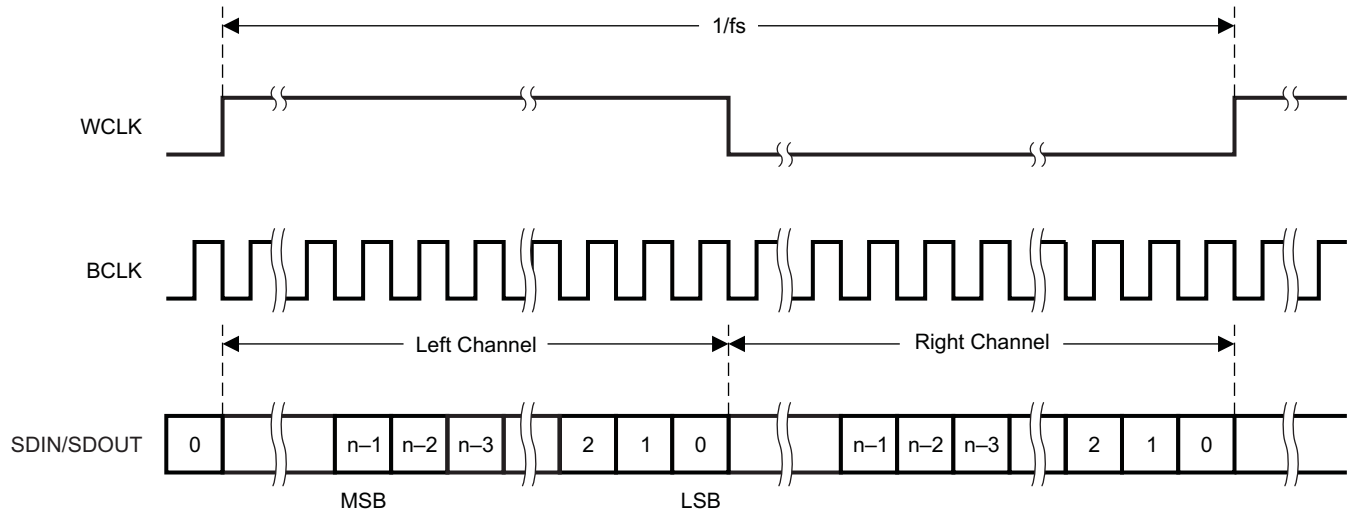 1/fs
WCLK
BCLK
Left Channel
Right Channel
SDIN/SDOUT
0 n–1 n–2 n–3 2 1 0 n–1 n–2 n–3 2 1 0
MSB LSB